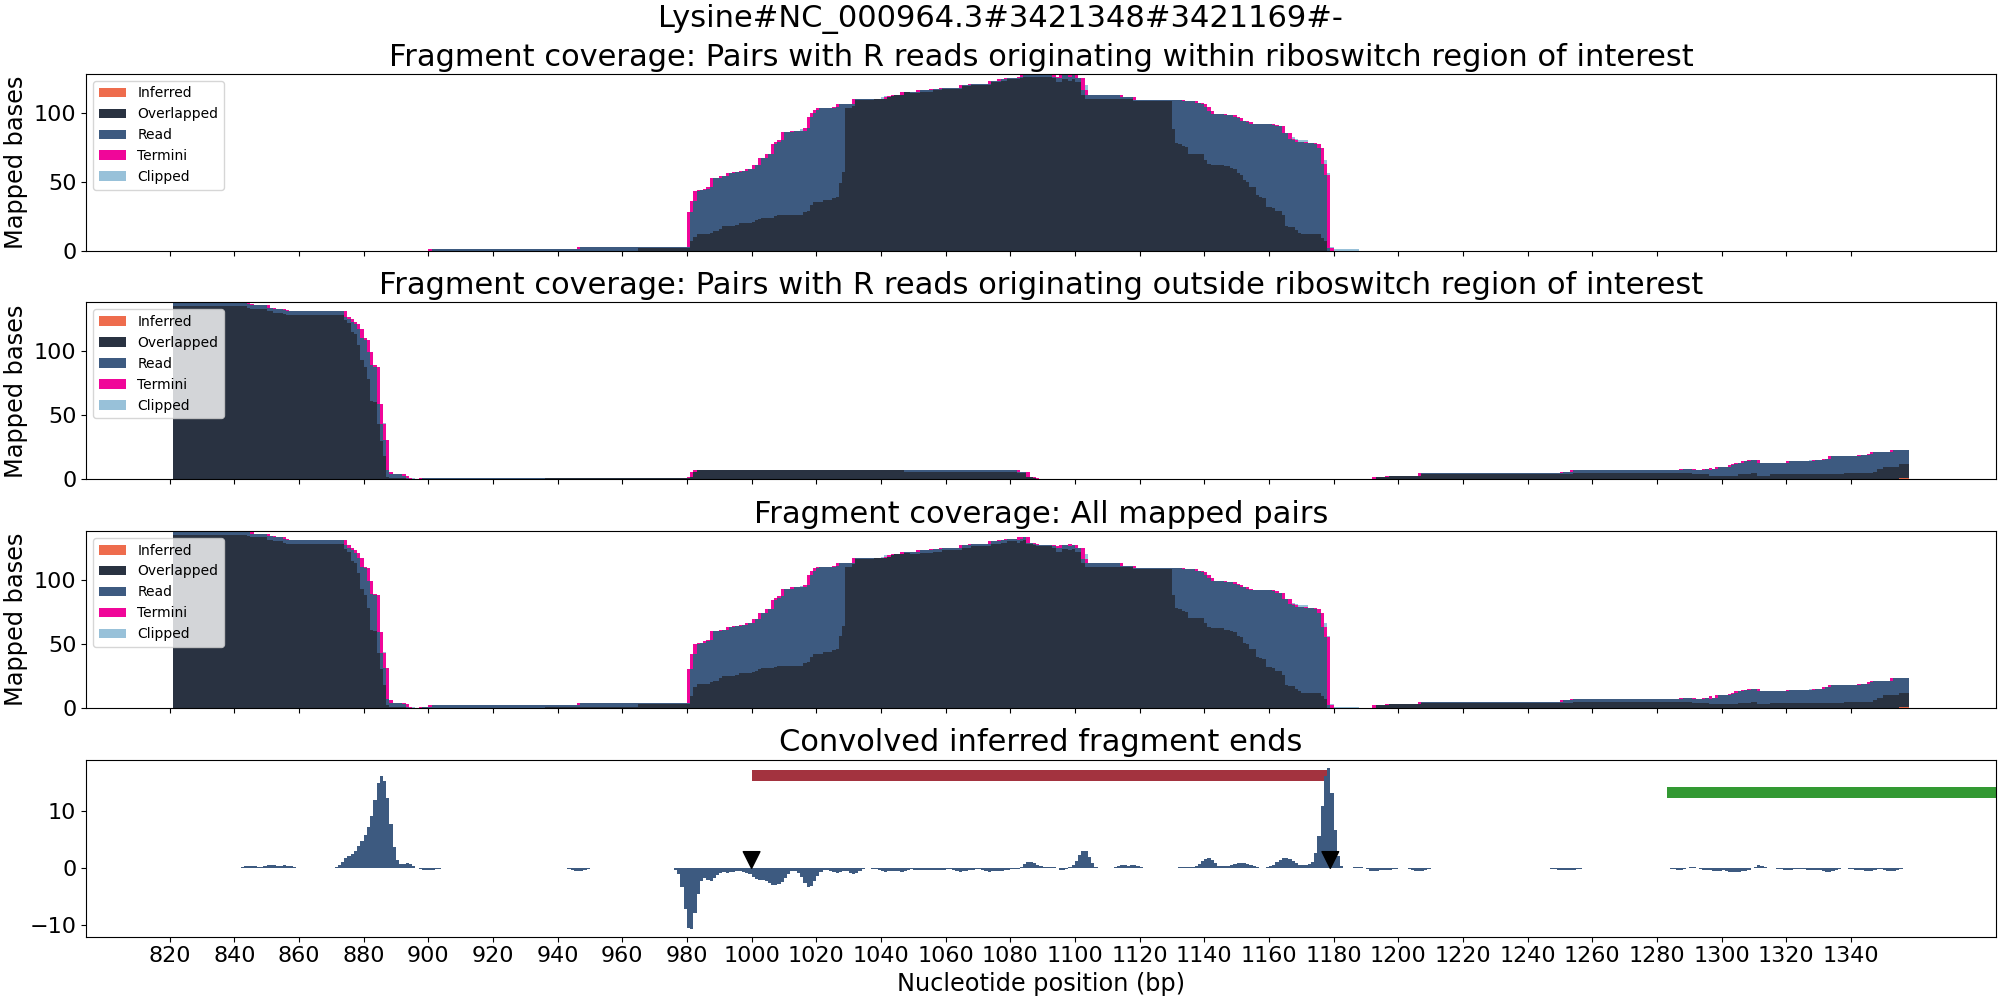 Lysine#NC_000964.3#3421348#3421169#-
Fragment coverage: Pairs with R reads originating within riboswitch region of interest
Mapped bases
100
50
0
Inferred
Overlapped
Read
Termini
Clipped
Fragment coverage: Pairs with R reads originating outside riboswitch region of interest
Mapped bases
100
50
0
Inferred
Overlapped
Read
Termini
Clipped
Fragment coverage: All mapped pairs
Mapped bases
100
50
0
Inferred
Overlapped
Read
Termini
Clipped
Convolved inferred fragment ends
10
0
−10
820 840 860 880 900 920 940 960 980 1000 1020 1040 1060 1080 1100 1120 1140 1160 1180 1200 1220 1240 1260 1280 1300 1320 1340
Nucleotide position (bp)